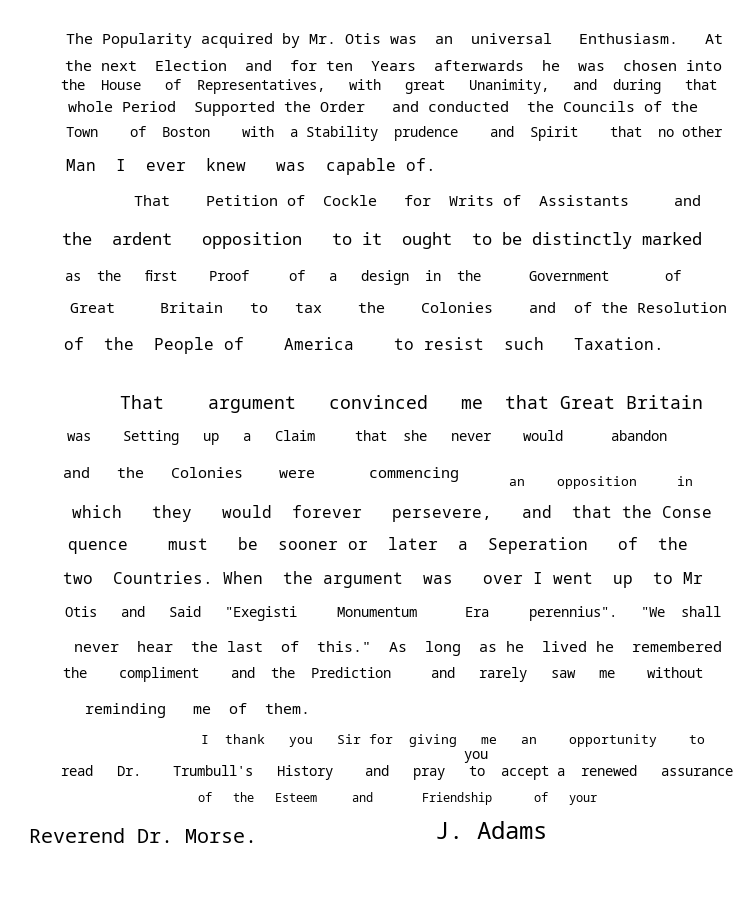 The Popularity acquired by Mr. Otis was an universal Enthusiasm. At
the next Election and for ten Years afterwards he was chosen into
the House of Representatives, with great Unanimity, and during that
whole Period Supported the Order and conducted the Councils of the
Town of Boston with a Stability prudence and Spirit that no other
Man I ever knew was capable of.
That Petition of Cockle for Writs of Assistants and
the ardent opposition to it ought to be distinctly marked
as the first Proof of a design in the Government of
Great Britain to tax the Colonies and of the Resolution
of the People of America to resist such Taxation.
That argument convinced me that Great Britain
was Setting up a Claim that she never would abandon
and the Colonies were commencing an opposition in
which they would forever persevere, and that the Conse
quence must be sooner or later a Seperation of the
two Countries. When the argument was over I went up to Mr
Otis and Said "Exegisti Monumentum Era perennius". "We shall
never hear the last of this." As long as he lived he remembered
the compliment and the Prediction and rarely saw me without
reminding me of them.
I thank you Sir for giving me an opportunity to
you
read Dr. Trumbull's History and pray to accept a renewed assurance
of the Esteem and Friendship of your
J. Adams
Reverend Dr. Morse.